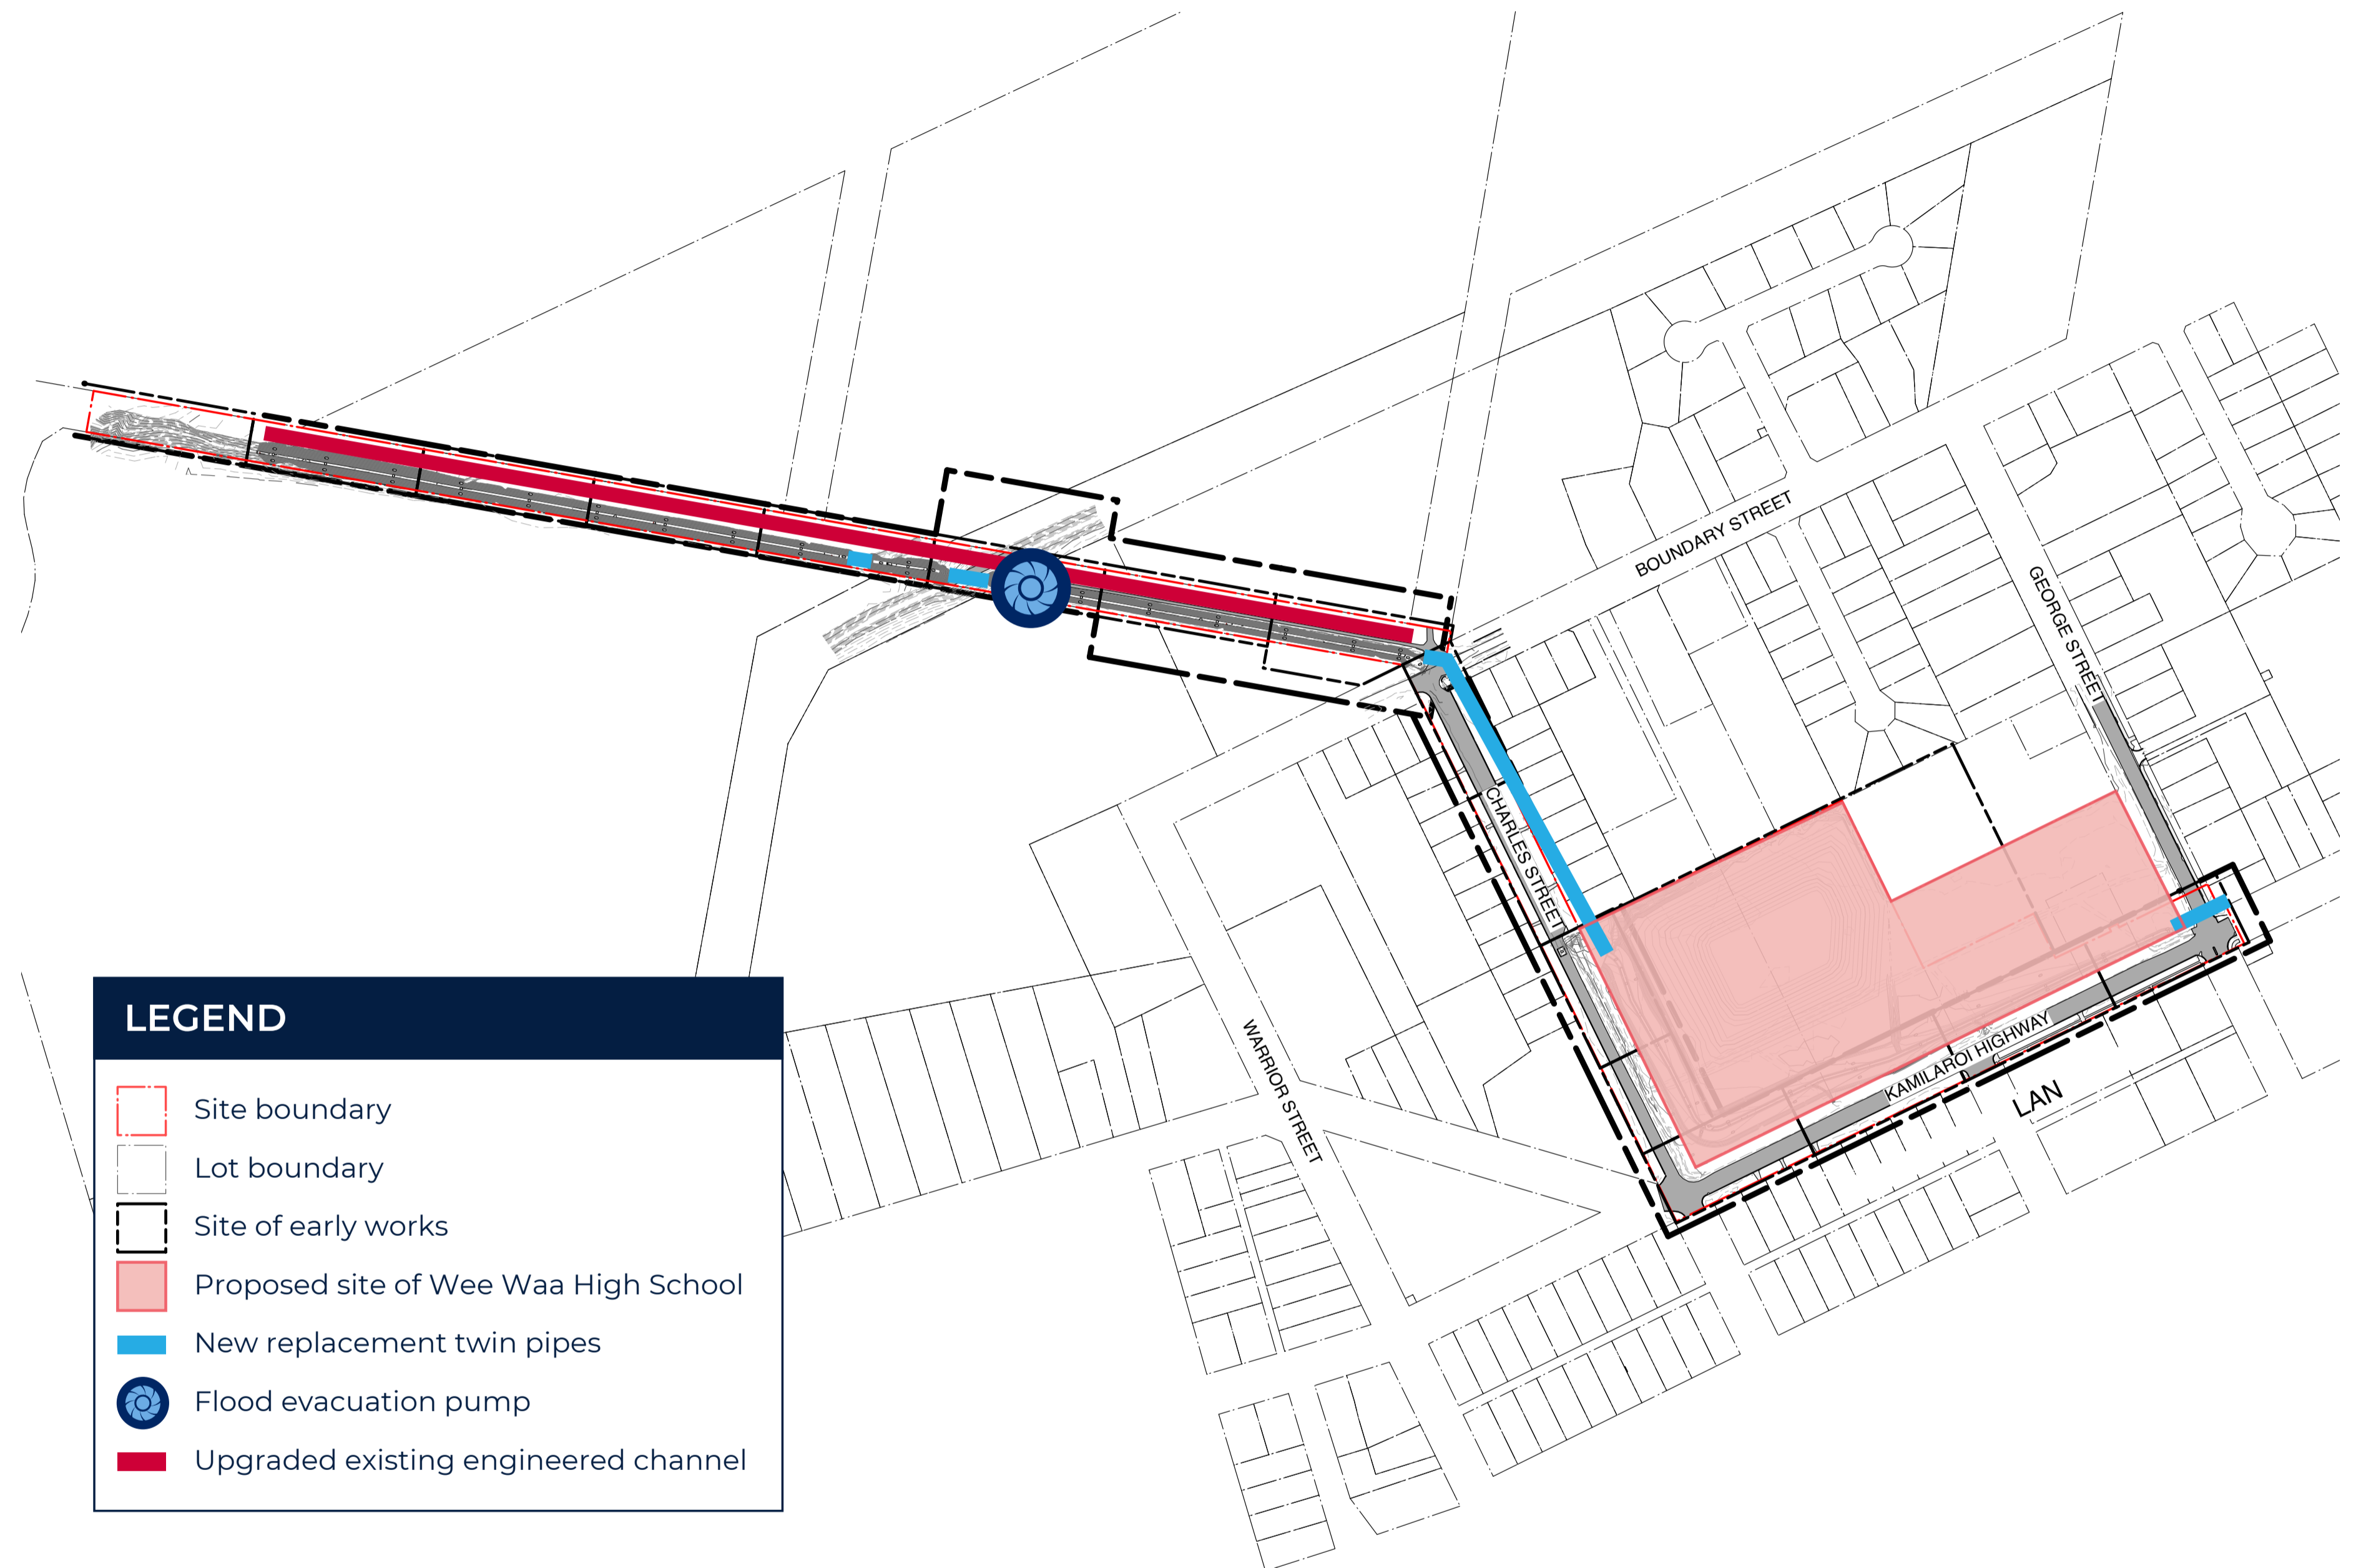 BOUNDARY STREET
GEORGE STREET
CHARLES STREET
WARRIOR STREET
KAMILAROI HIGHWAY
LAN
LEGEND
Site boundary
Lot boundary
Site of early works
Proposed site of Wee Waa High School
New replacement twin pipes
Flood evacuation pump
Upgraded existing engineered channel